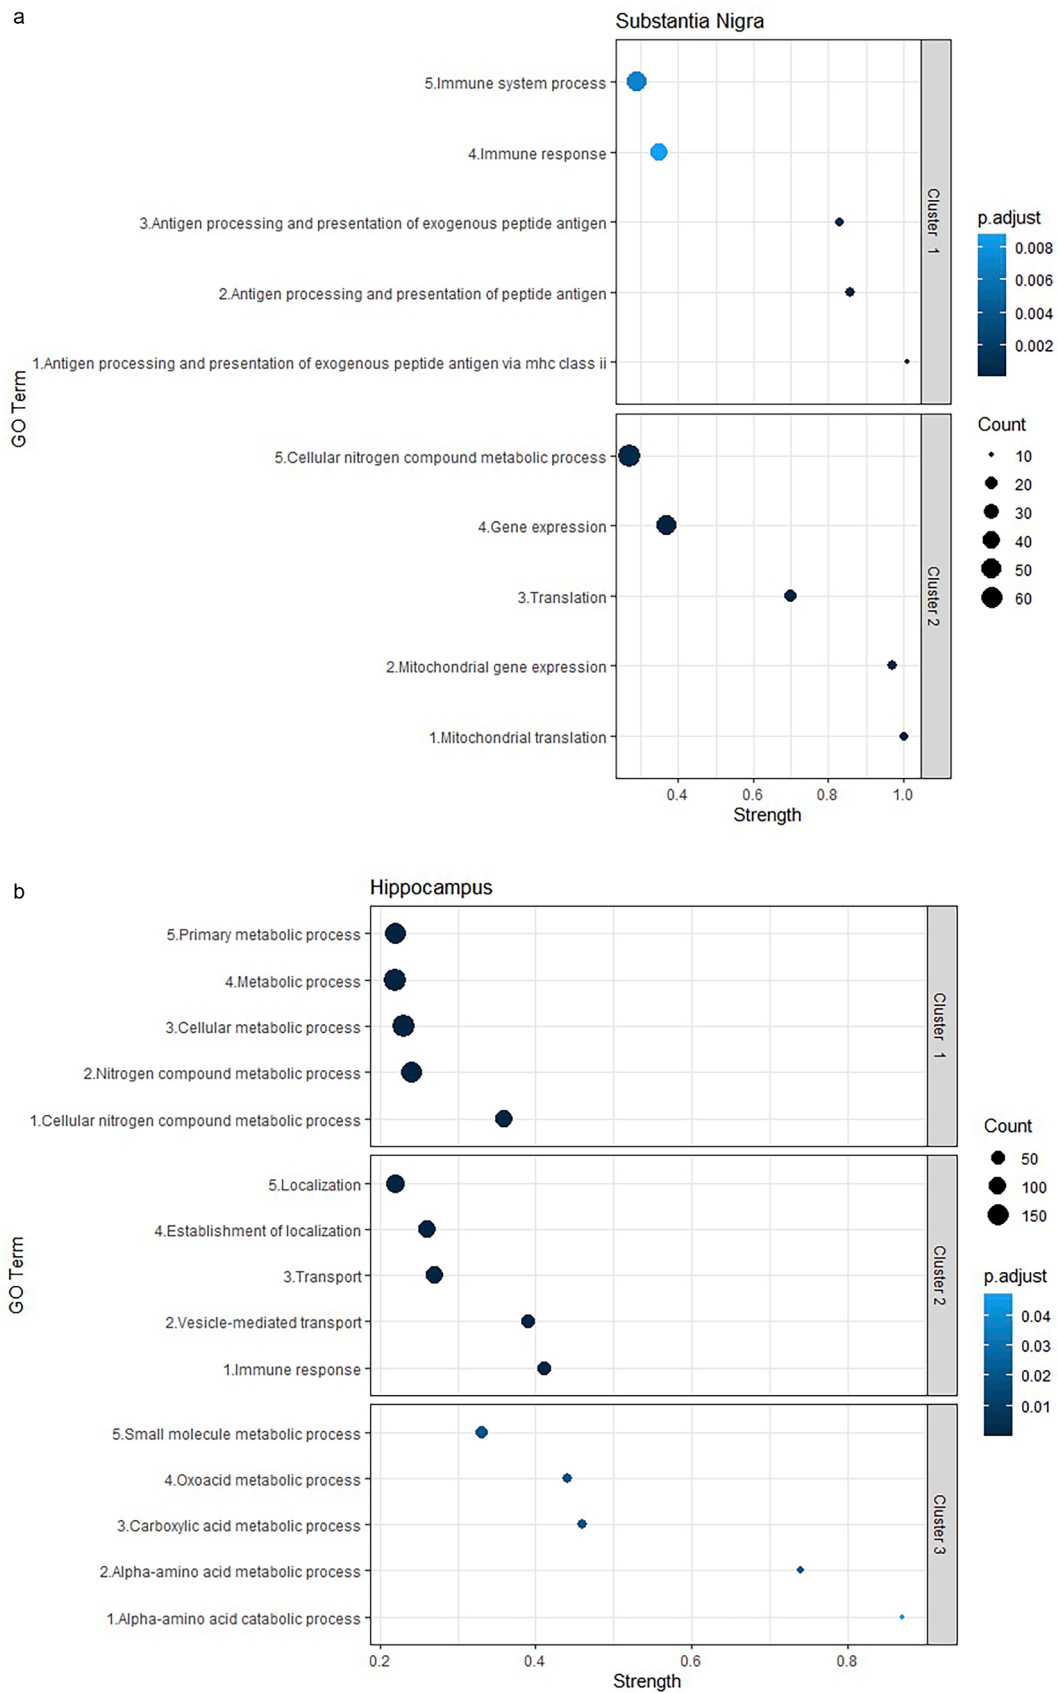 a
Substantia Nigra
5.Immune system process
4.Immune response
3.Antigen processing and presentation of exogenous peptide antigen
2.Antigen processing and presentation of peptide antigen
1.Antigen processing and presentation of exogenous peptide antigen via mhc class ii
Cluster 1
5.Cellular nitrogen compound metabolic process
4.Gene expression
3.Translation
2.Mitochondrial gene expression
1.Mitochondrial translation
Cluster 2
GO Term
0.4 0.6 0.8 1.0
Strength
p.adjust
0.008
0.006
0.004
0.002
Count
10
20
30
40
50
60
b
Hippocampus
5.Primary metabolic process
4.Metabolic process
3.Cellular metabolic process
2.Nitrogen compound metabolic process
1.Cellular nitrogen compound metabolic process
Cluster 1
5.Localization
4.Establishment of localization
3.Transport
2.Vesicle-mediated transport
1.Immune response
Cluster 2
5.Small molecule metabolic process
4.Oxoacid metabolic process
3.Carboxylic acid metabolic process
2.Alpha-amino acid metabolic process
1.Alpha-amino acid catabolic process
Cluster 3
GO Term
0.2 0.4 0.6 0.8
Strength
Count
50
100
150
p.adjust
0.04
0.03
0.02
0.01